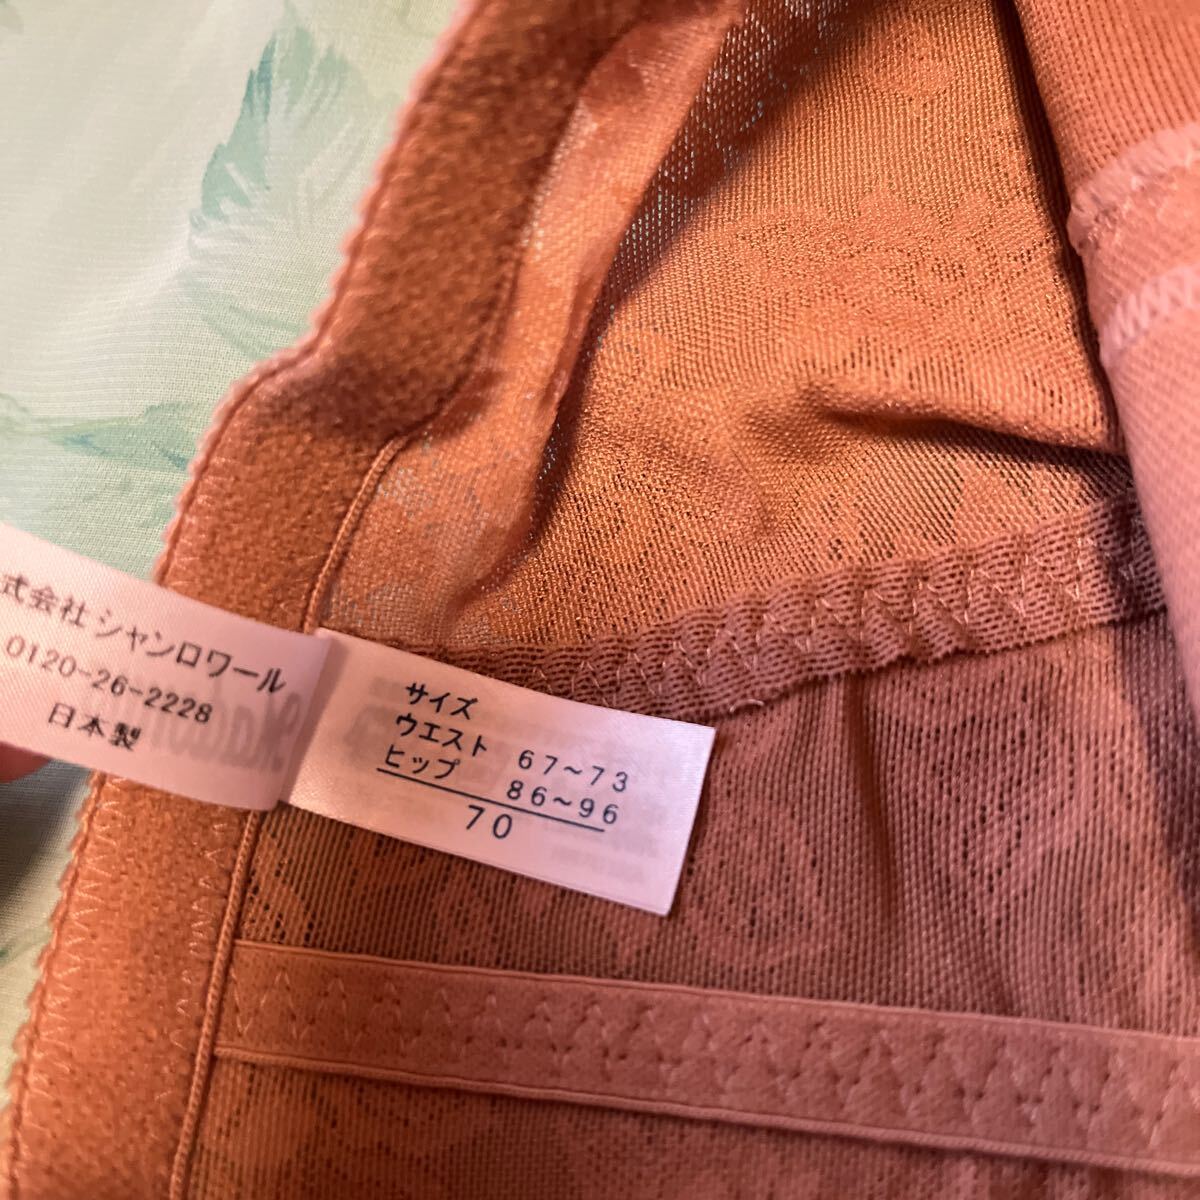 式会社 シャンロワール
0120-26-2228
日本製
サイズ
ウエスト 67~73
ヒップ 86~96
70